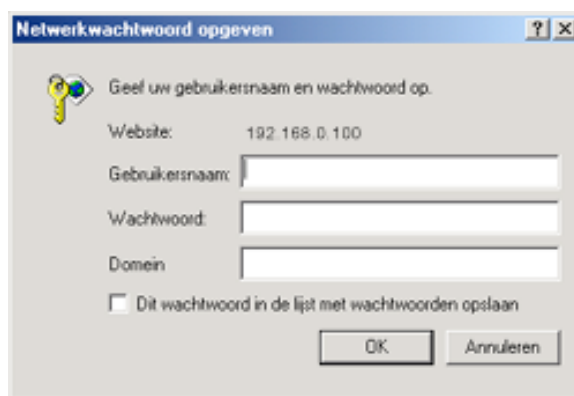 Netwerkwachtwoord opgeven
Geef uw gebruikersnaam en wachtwoord op.
Website: 192.168.0.100
Gebruikersnaam:
Wachtwoord:
Domein
Dit wachtwoord in de lijst met wachtwoorden opslaan
OK Annuleren